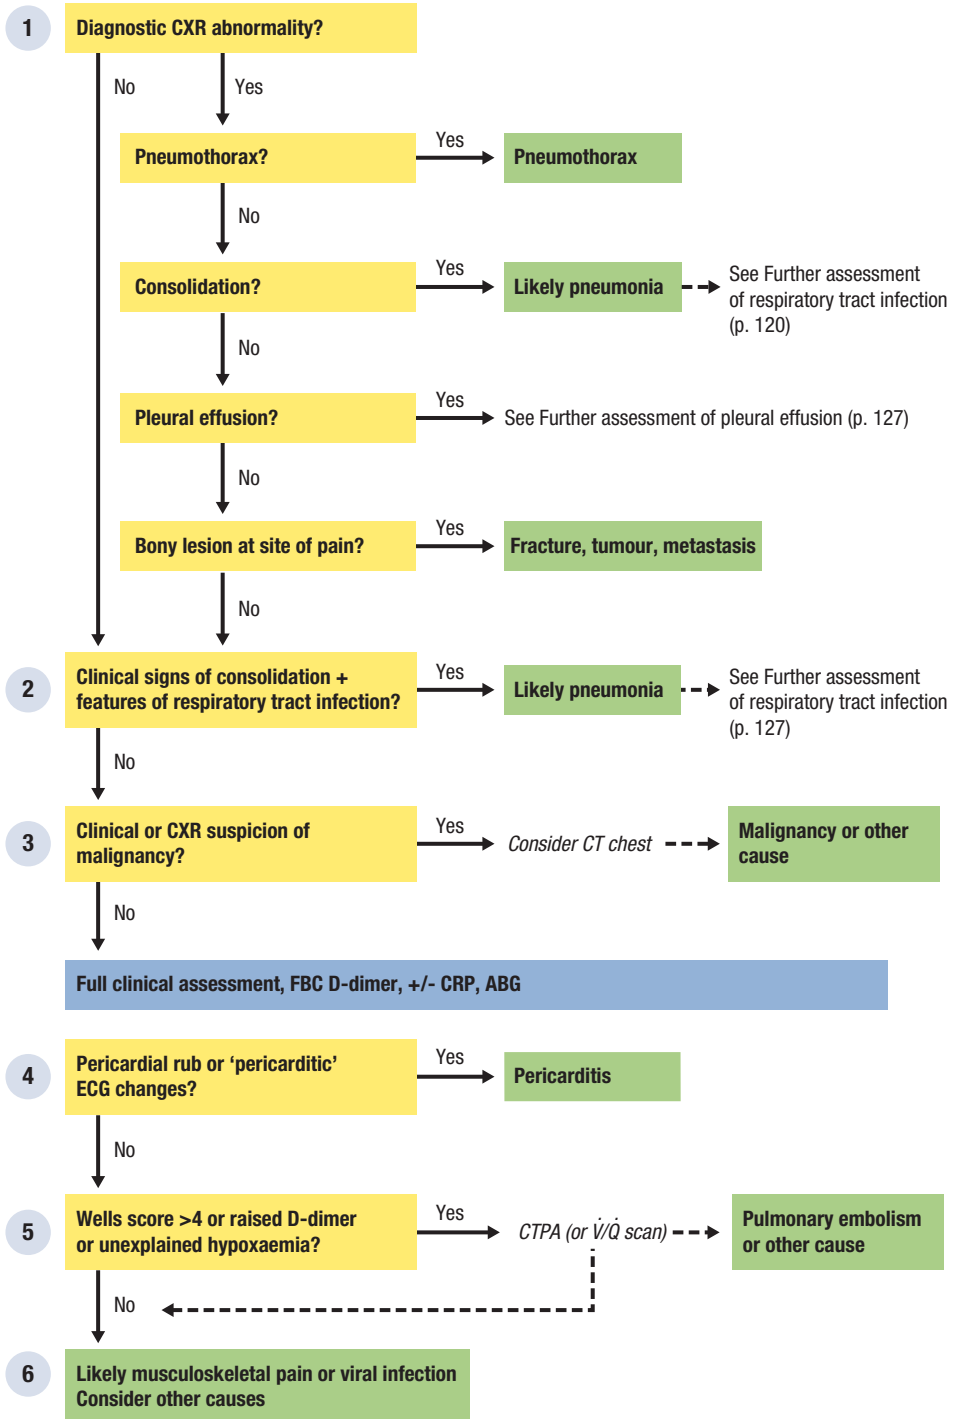 1
Diagnostic CXR abnormality?
No
Yes
Pneumothorax?
Yes
Pneumothorax
No
Consolidation?
Yes
Likely pneumonia
See Further assessment
of respiratory tract infection
(p. 120)
No
Pleural effusion?
Yes
See Further assessment of pleural effusion (p. 127)
No
Bony lesion at site of pain?
Yes
Fracture, tumour, metastasis
No
2
Clinical signs of consolidation +
features of respiratory tract infection?
Yes
Likely pneumonia
See Further assessment
of respiratory tract infection
(p. 127)
No
3
Clinical or CXR suspicion of
malignancy?
Yes
Consider CT chest
Malignancy or other
cause
No
Full clinical assessment, FBC D-dimer, +/- CRP, ABG
4
Pericardial rub or ‘pericarditic’
ECG changes?
Yes
Pericarditis
No
5
Wells score >4 or raised D-dimer
or unexplained hypoxaemia?
Yes
CTPA (or V̇/Q̇ scan)
Pulmonary embolism
or other cause
No
6
Likely musculoskeletal pain or viral infection
Consider other causes